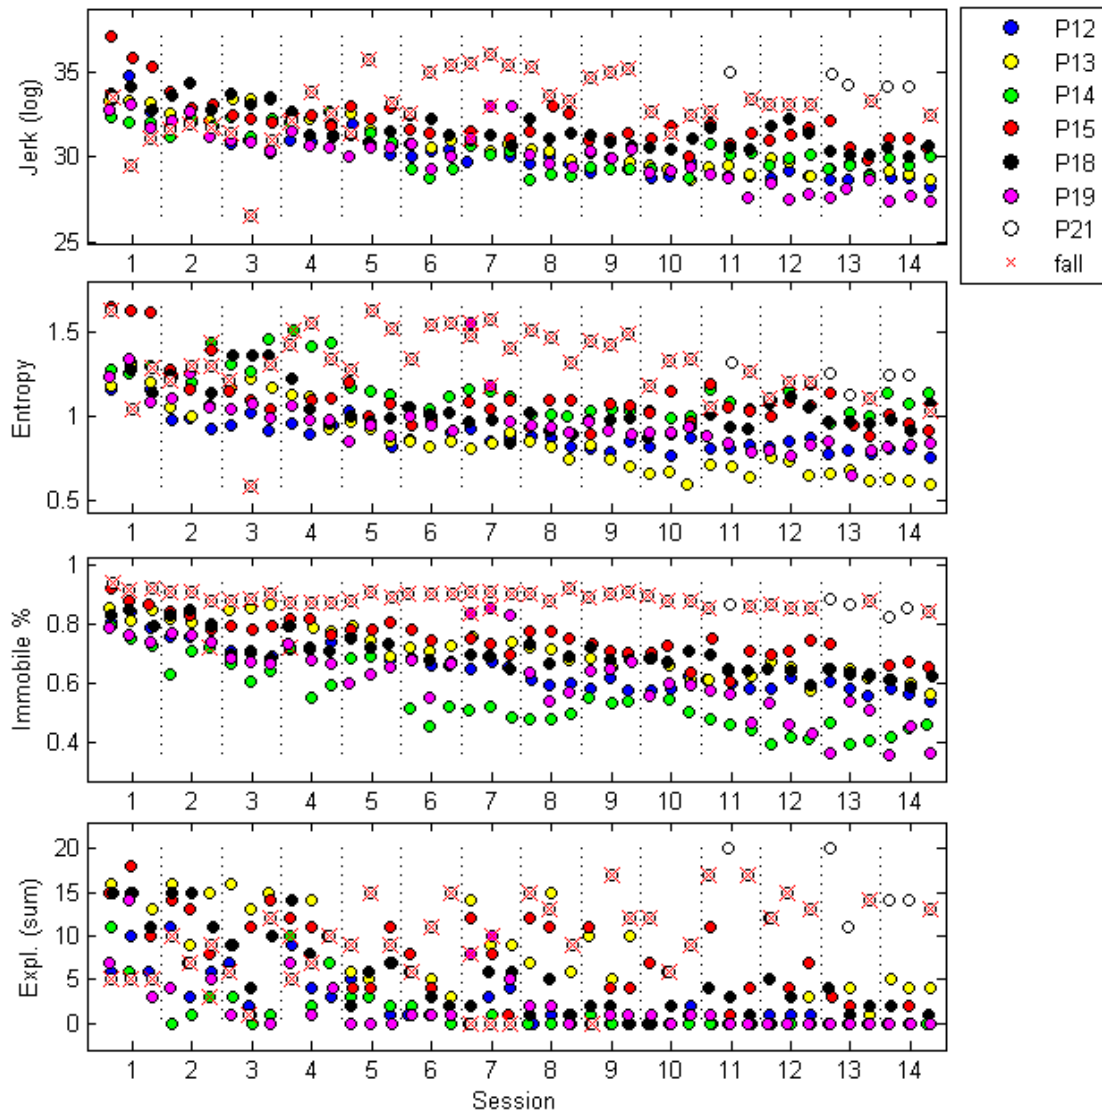 Jerk (log)
35
30
25
1 2 3 4 5 6 7 8 9 10 11 12 13 14
P12
P13
P14
P15
P18
P19
P21
fall
Entropy
1.5
1
0.5
1 2 3 4 5 6 7 8 9 10 11 12 13 14
Immobile %
1
0.8
0.6
0.4
1 2 3 4 5 6 7 8 9 10 11 12 13 14
Expl. (sum)
20
15
10
5
0
1 2 3 4 5 6 7 8 9 10 11 12 13 14
Session